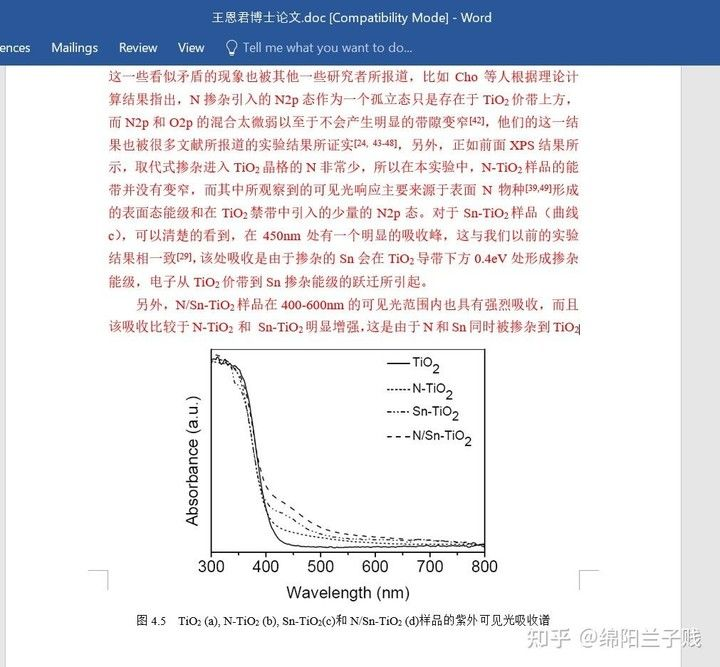 王恩君博士论文.doc [Compatibility Mode] - Word
ences Mailings Review View Tell me what you want to do...
这一些看似矛盾的现象也被其他一些研究者所报道，比如 Cho 等人根据理论计
算结果指出，N 掺杂引入的 N2p 态作为一个孤立态只是存在于 TiO2 价带上方，
而 N2p 和 O2p 的混合太微弱以至于不会产生明显的带隙变窄[42]，他们的这一结
果也被很多文献所报道的实验结果所证实[24, 43-48]，另外，正如前面 XPS 结果所
示，取代式掺杂进入 TiO2 晶格的 N 非常少，所以在本实验中，N-TiO2 样品的能
带并没有变窄，而其中所观察到的可见光响应主要来源于表面 N 物种[39,49]形成
的表面态能级和在 TiO2 禁带中引入的少量的 N2p 态。对于 Sn-TiO2 样品（曲线
c），可以清楚的看到，在 450nm 处有一个明显的吸收峰，这与我们以前的实验
结果相一致[29]，该处吸收是由于掺杂的 Sn 会在 TiO2 导带下方 0.4eV 处形成掺杂
能级，电子从 TiO2 价带到 Sn 掺杂能级的跃迁所引起。
另外，N/Sn-TiO2 样品在 400-600nm 的可见光范围内也具有强烈吸收，而且
该吸收比较于 N-TiO2 和 Sn-TiO2 明显增强，这是由于 N 和 Sn 同时被掺杂到 TiO2
TiO2
N-TiO2
Sn-TiO2
N/Sn-TiO2
Absorbance (a.u.)
300 400 500 600 700 800
Wavelength (nm)
图 4.5 TiO2 (a), N-TiO2 (b), Sn-TiO2(c)和 N/Sn-TiO2 (d)样品的紫外可见光吸收谱
知乎 @绵阳兰子贱